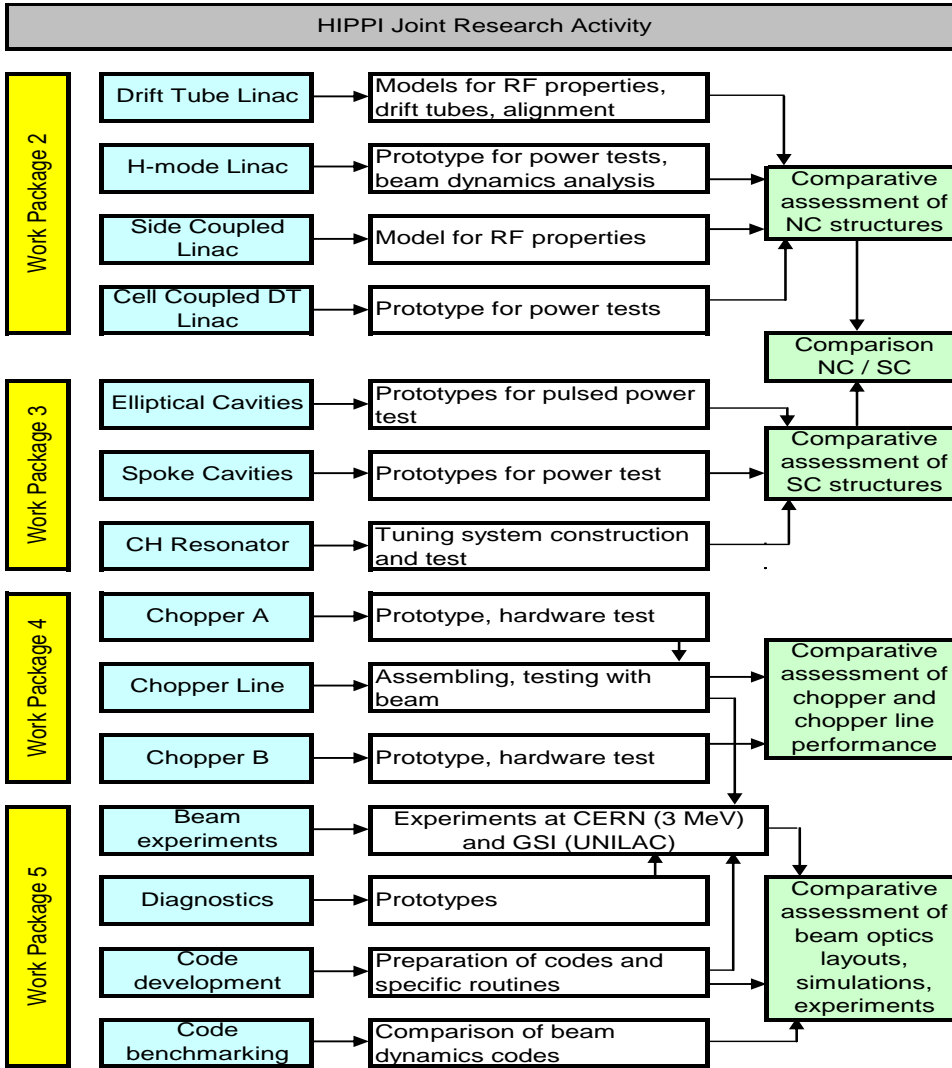 HIPPI Joint Research Activity
Work Package 2
Drift Tube Linac
Models for RF properties,
drift tubes, alignment
H-mode Linac
Prototype for power tests,
beam dynamics analysis
Side Coupled
Linac
Model for RF properties
Cell Coupled DT
Linac
Prototype for power tests
Comparative
assessment of
NC structures
Comparison
NC / SC
Work Package 3
Elliptical Cavities
Prototypes for pulsed power
test
Spoke Cavities
Prototypes for power test
CH Resonator
Tuning system construction
and test
Comparative
assessment of
SC structures
Work Package 4
Chopper A
Prototype, hardware test
Chopper Line
Assembling, testing with
beam
Chopper B
Prototype, hardware test
Comparative
assessment of
chopper and
chopper line
performance
Work Package 5
Beam
experiments
Experiments at CERN (3 MeV)
and GSI (UNILAC)
Diagnostics
Prototypes
Code
development
Preparation of codes and
specific routines
Code
benchmarking
Comparison of beam
dynamics codes
Comparative
assessment of
beam optics
layouts,
simulations,
experiments